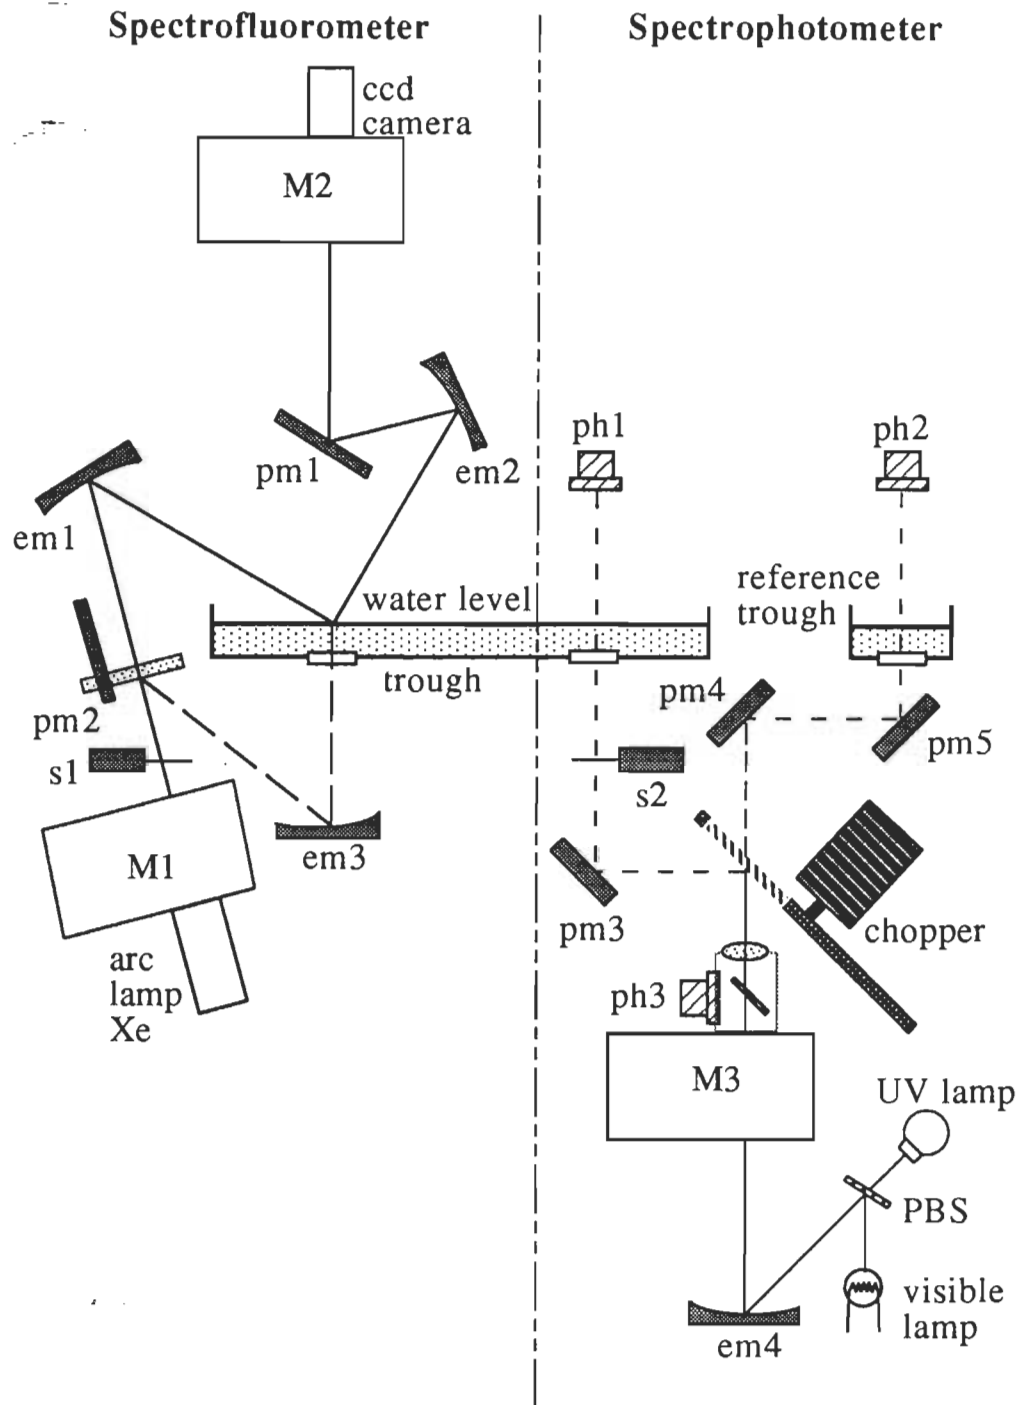 Spectrofluorometer
Spectrophotometer
ccd
camera
M2
pm1
em2
em1
ph1
ph2
water level
reference
trough
trough
pm2
s1
pm4
pm5
s2
em3
M1
pm3
chopper
arc
lamp
Xe
ph3
M3
UV lamp
PBS
visible
lamp
em4